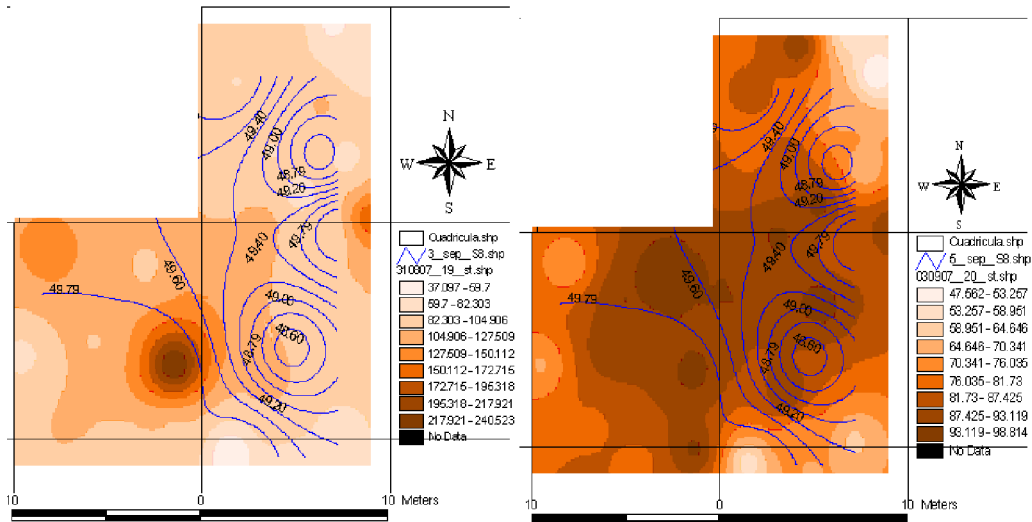 49.40
49.00
48.79
49.20
49.79
49.40
49.60
49.79
49.00
48.60
48.79
49.20
N
W E
S
Quadricula.shp
3_sep_S8.shp
310807_19_st.shp
37.097 - 59.7
59.7 - 82.303
82.303 - 104.906
104.906 - 127.509
127.509 - 150.112
150.112 - 172.715
172.715 - 195.318
195.318 - 217.921
217.921 - 240.523
No Data
10 0 10 Meters
49.40
49.00
48.79
49.20
49.79
49.40
49.60
49.79
49.00
48.60
48.79
49.20
N
W E
S
Quadricula.shp
5_sep_S8.shp
030907_20_st.shp
47.562 - 53.257
53.257 - 58.951
58.951 - 64.646
64.646 - 70.341
70.341 - 76.035
76.035 - 81.73
81.73 - 87.425
87.425 - 93.119
93.119 - 98.814
No Data
10 0 10 Meters